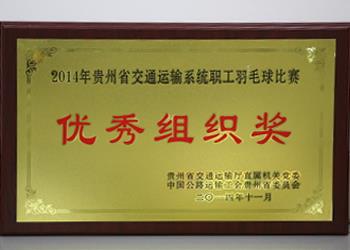 2014年贵州省交通运输系统职工羽毛球比赛
优秀组织奖
贵州省交通运输厅直属机关党委
中国公路运输工会贵州省委员会
二〇一四年十一月